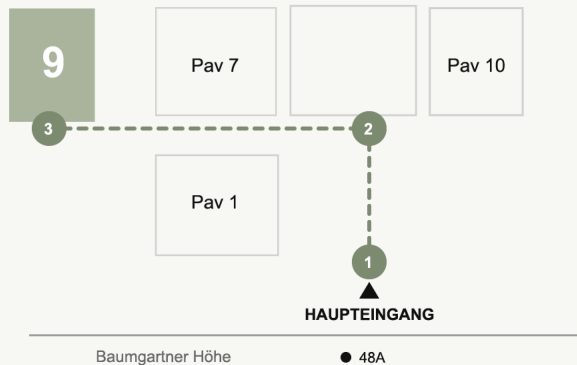 9
Pav 7
Pav 10
3
2
Pav 1
1
HAUPTEINGANG
Baumgartner Höhe
48A